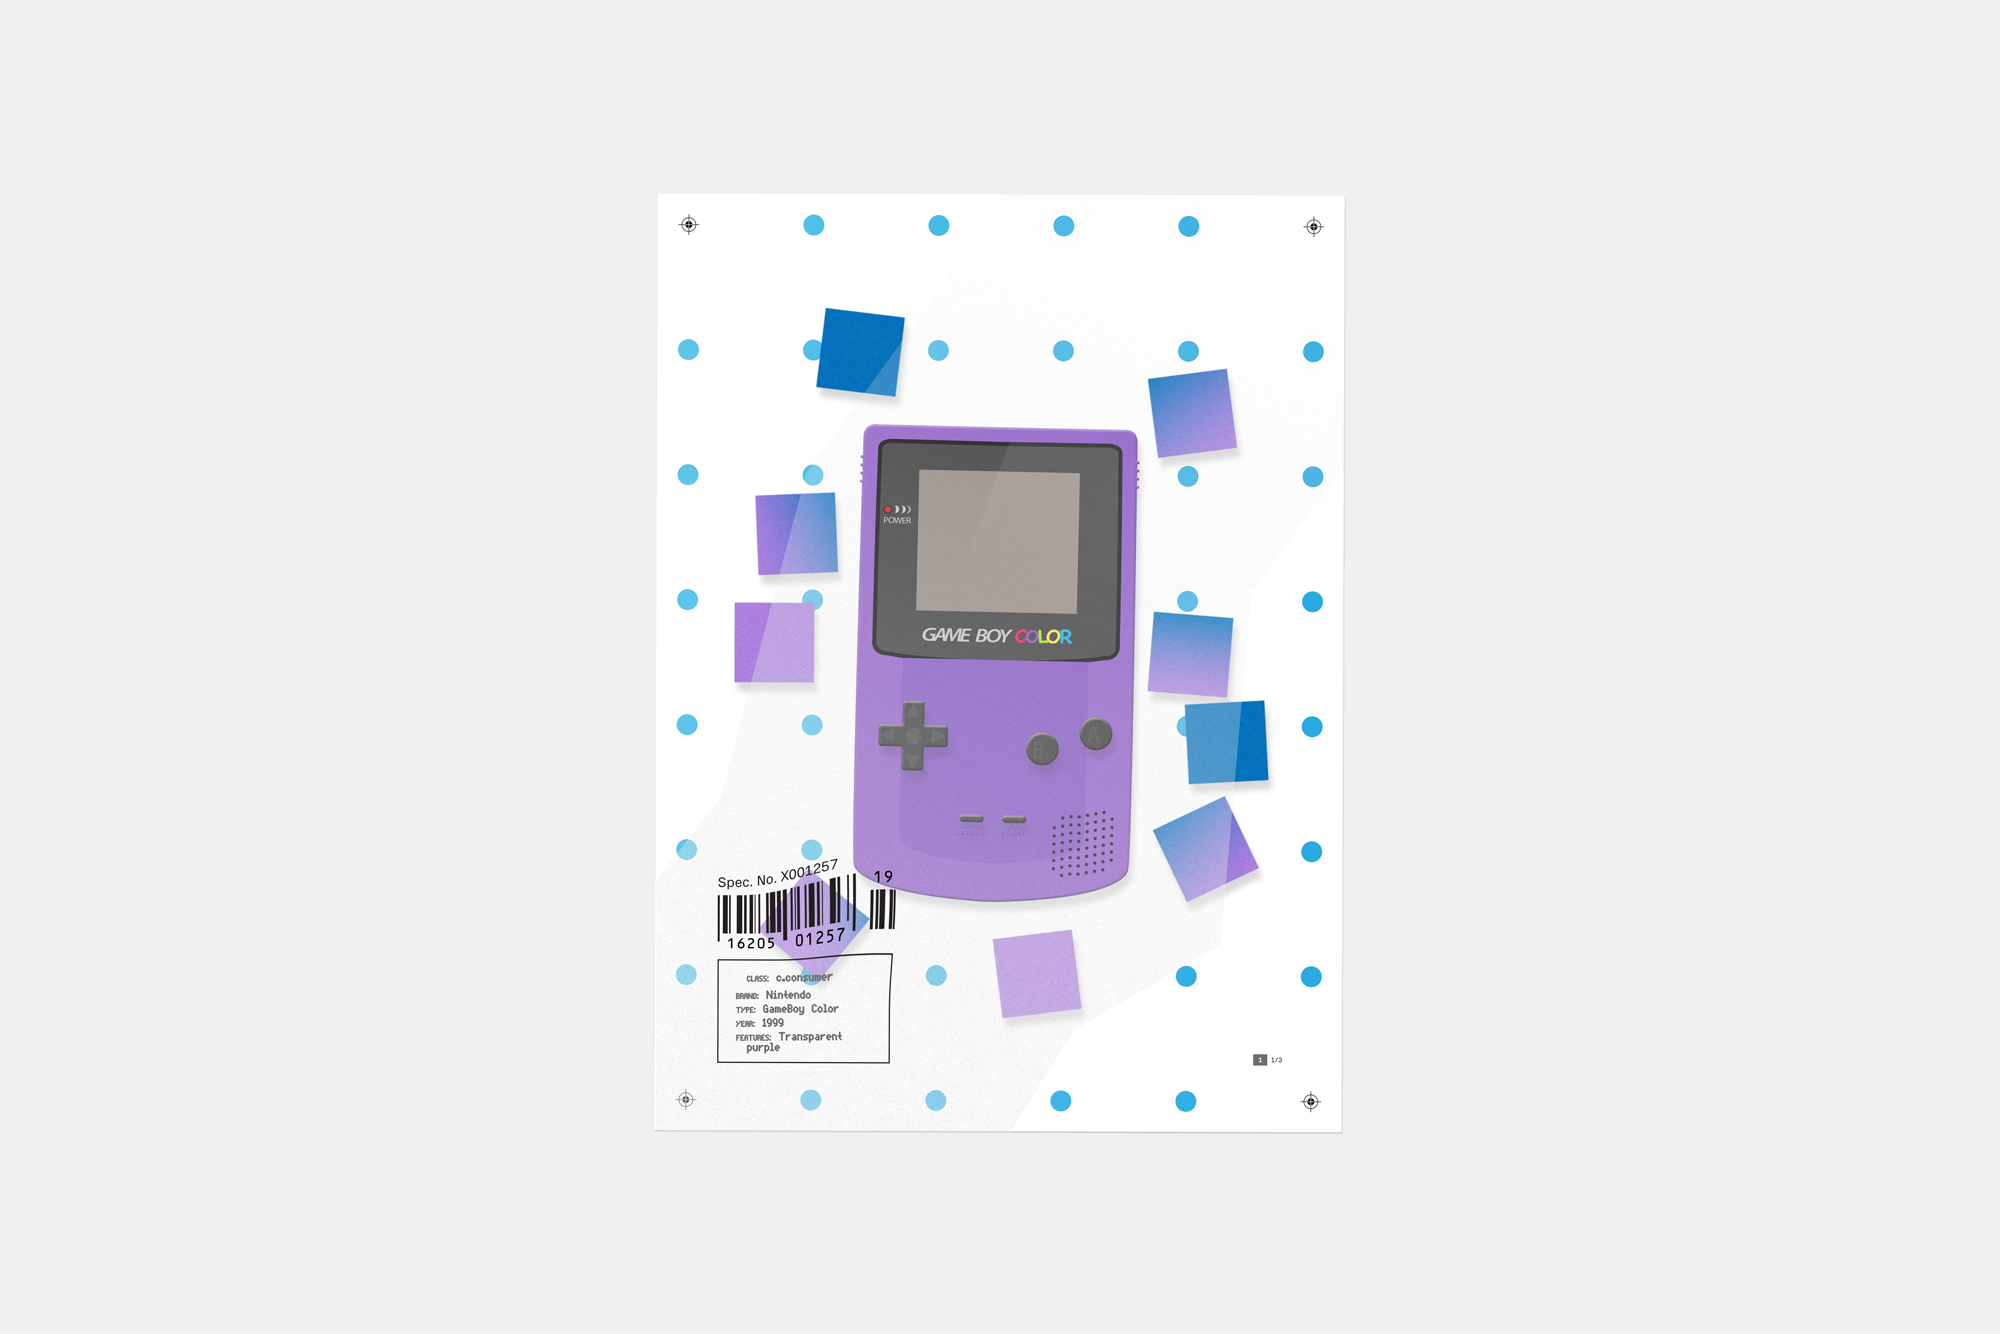 POWER
GAME BOY COLOR
B A
Spec. No. X001257
19
16205 01257
CLASS: c.consumer
BRAND: Nintendo
TYPE: GameBoy Color
YEAR: 1999
FEATURES: Transparent
purple
1 1/3